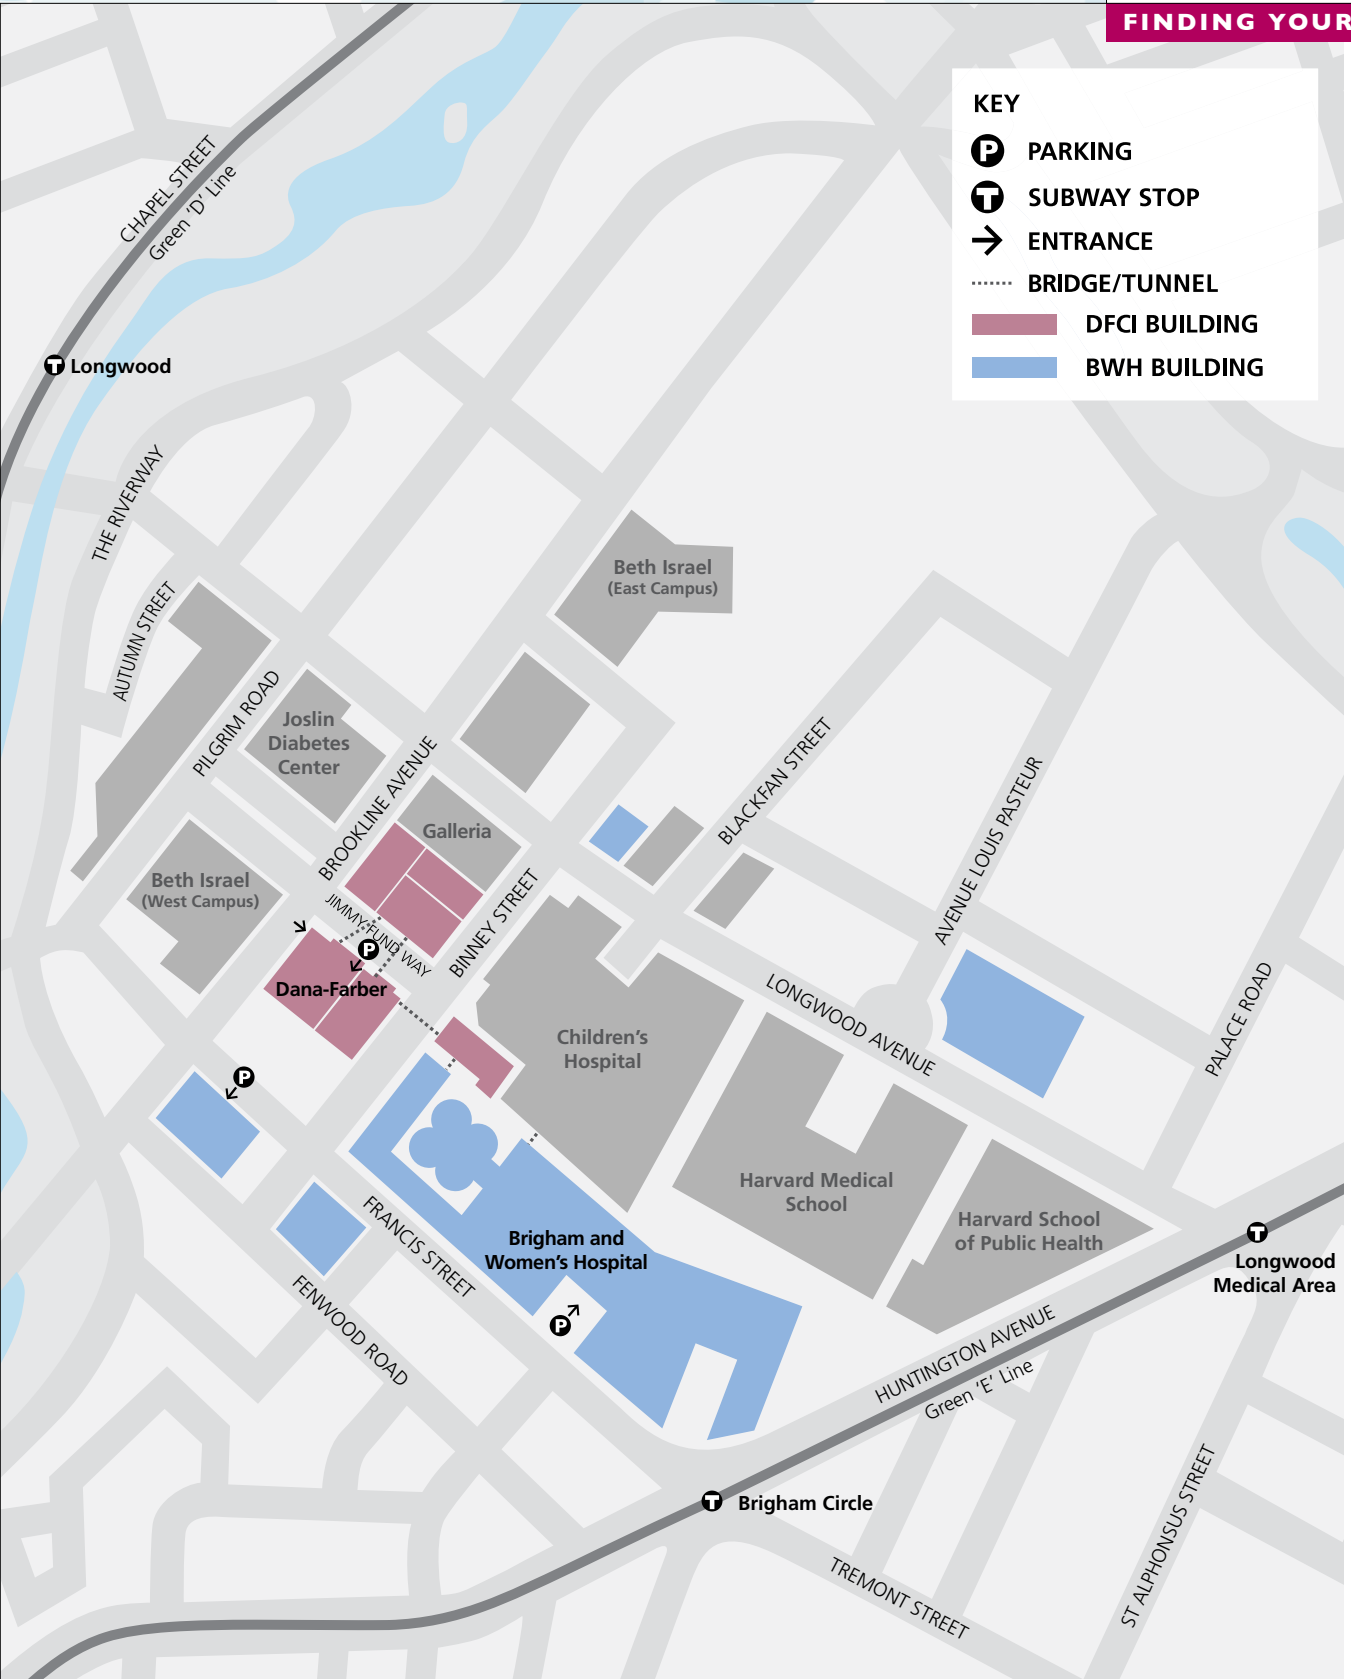 FINDING YOUR
KEY
P PARKING
T SUBWAY STOP
ENTRANCE
BRIDGE/TUNNEL
DFCI BUILDING
BWH BUILDING
CHAPEL STREET
Green ‘D’ Line
T Longwood
THE RIVERWAY
AUTUMN STREET
PILGRIM ROAD
Beth Israel
(East Campus)
Joslin
Diabetes
Center
BROOKLINE AVENUE
Galleria
BLACKFAN STREET
AVENUE LOUIS PASTEUR
Beth Israel
(West Campus)
JIMMY FUND WAY
BINNEY STREET
P
Dana-Farber
Children’s
Hospital
LONGWOOD AVENUE
PALACE ROAD
P
Harvard Medical
School
Harvard School
of Public Health
FRANCIS STREET
Brigham and
Women’s Hospital
P
T
Longwood
Medical Area
FENWOOD ROAD
HUNTINGTON AVENUE
Green ‘E’ Line
T Brigham Circle
TREMONT STREET
ST ALPHONSUS STREET